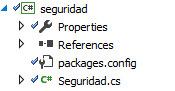 C# seguridad
Properties
References
packages.config
C# Seguridad.cs